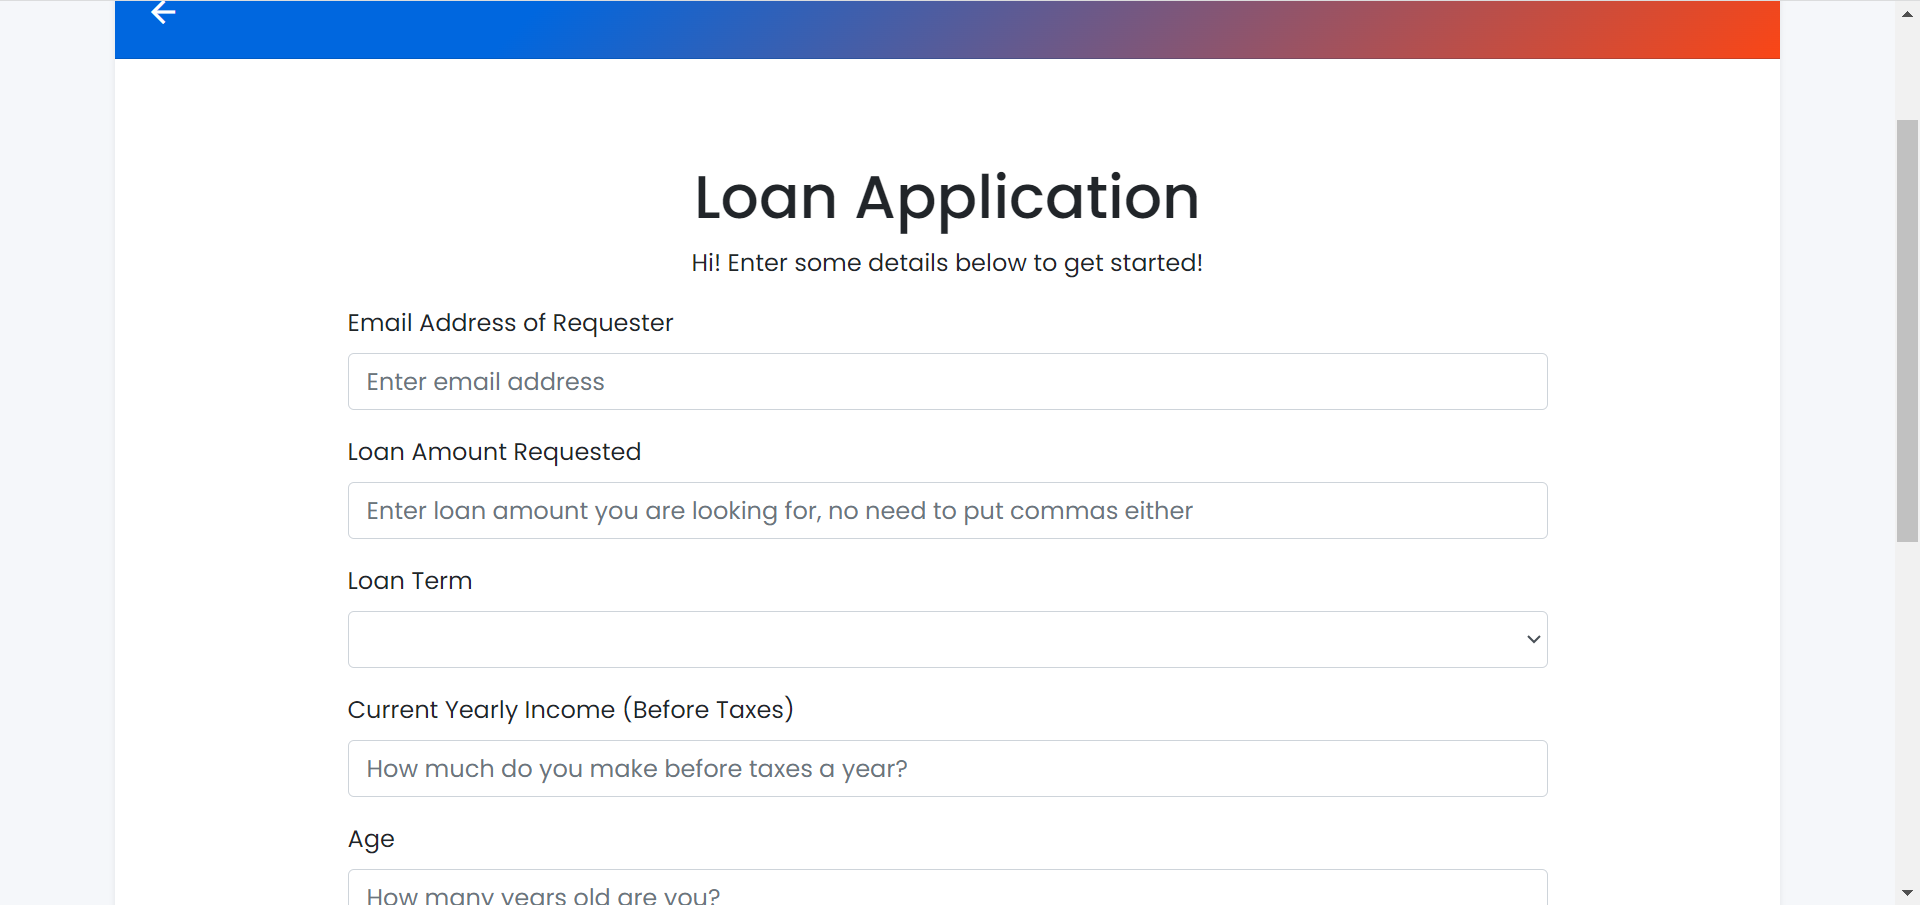 Loan Application
Hi! Enter some details below to get started!
Email Address of Requester
Enter email address
Loan Amount Requested
Enter loan amount you are looking for, no need to put commas either
Loan Term
Current Yearly Income (Before Taxes)
How much do you make before taxes a year?
Age
How many years old are you?